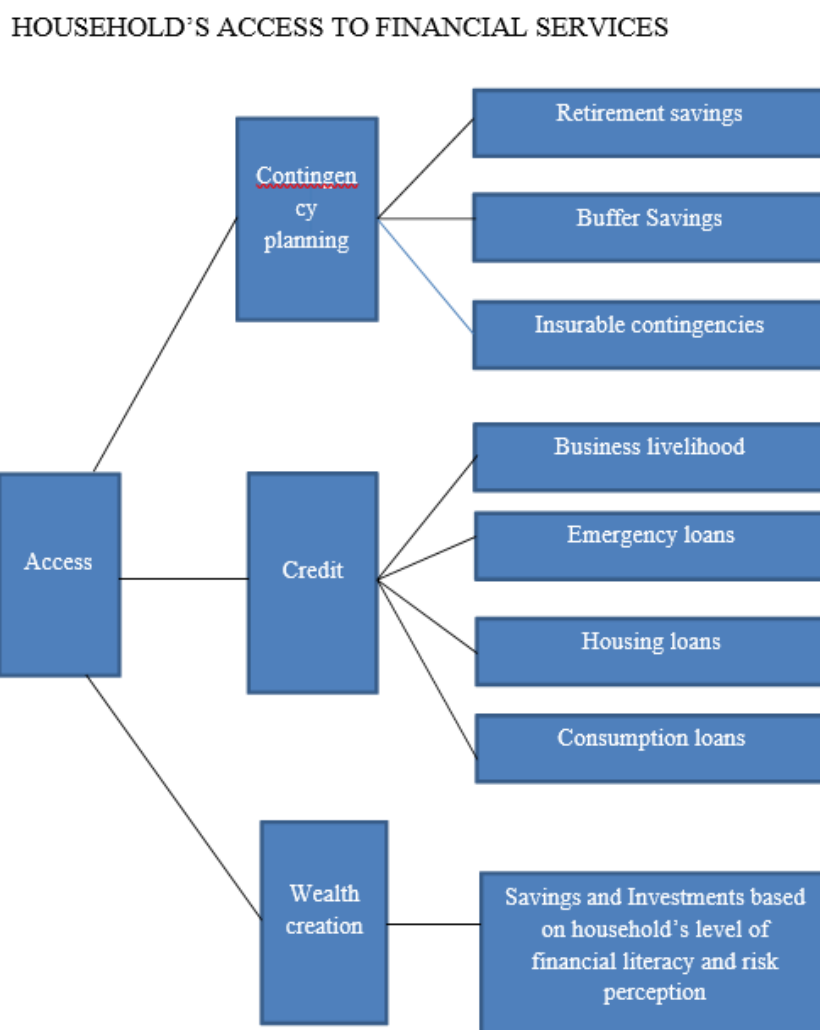 HOUSEHOLD’S ACCESS TO FINANCIAL SERVICES
Contingen
cy
planning
Retirement savings
Buffer Savings
Insurable contingencies
Access
Credit
Business livelihood
Emergency loans
Housing loans
Consumption loans
Wealth
creation
Savings and Investments based
on household’s level of
financial literacy and risk
perception